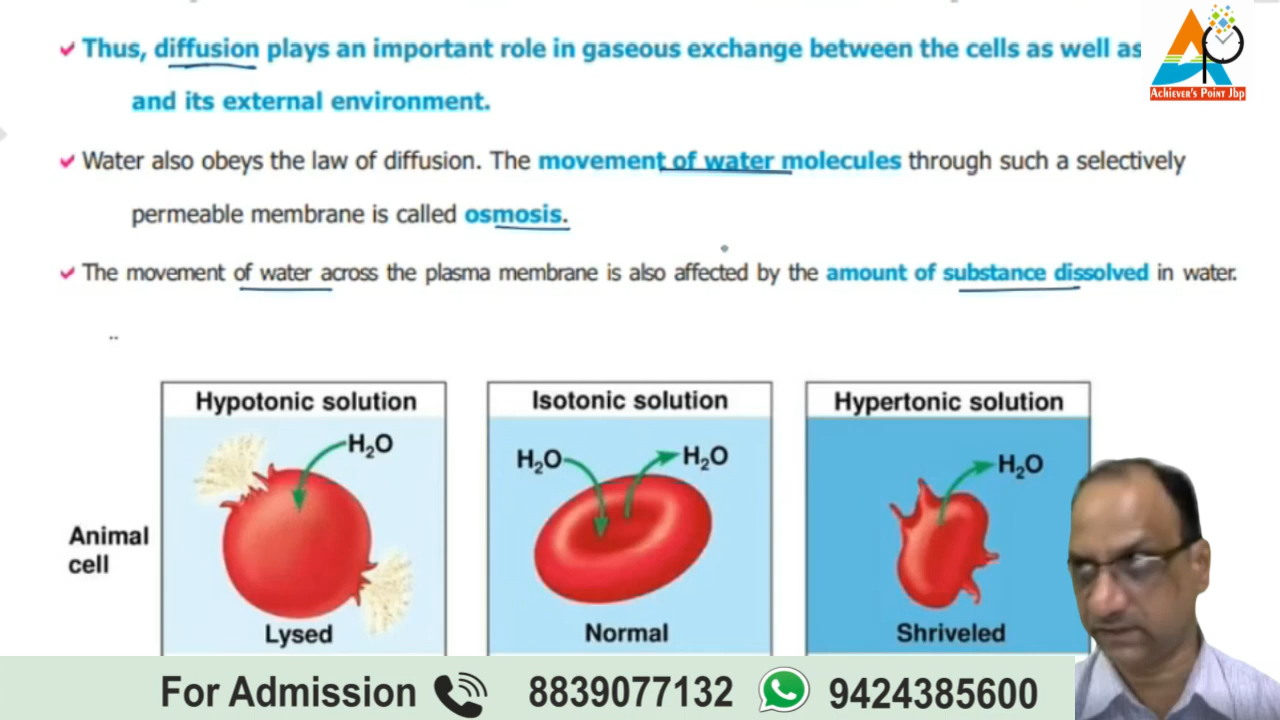 Thus, diffusion plays an important role in gaseous exchange between the cells as well as
and its external environment.
Water also obeys the law of diffusion. The movement of water molecules through such a selectively
permeable membrane is called osmosis.
The movement of water across the plasma membrane is also affected by the amount of substance dissolved in water.
ACHIEVER'S POINT JBP
Hypotonic solution
Isotonic solution
Hypertonic solution
H₂O
H₂O
H₂O
H₂O
Animal
cell
Lysed
Normal
Shriveled
For Admission 8839077132 9424385600